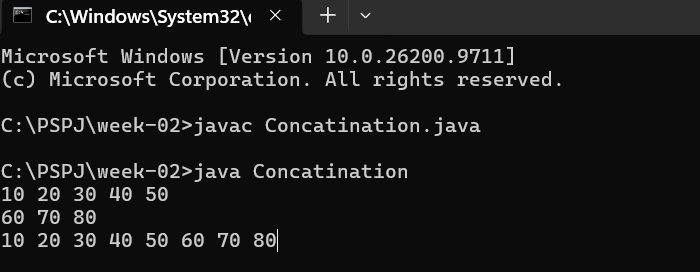 C:\Windows\System32\c
Microsoft Windows [Version 10.0.26200.9711]
(c) Microsoft Corporation. All rights reserved.
C:\PSPJ\week-02>javac Concatination.java
C:\PSPJ\week-02>java Concatination
10 20 30 40 50
60 70 80
10 20 30 40 50 60 70 80